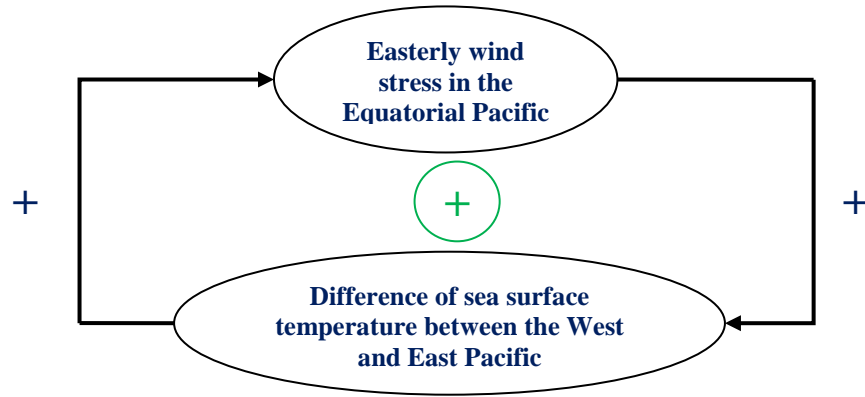 Easterly wind
stress in the
Equatorial Pacific
+
+
+
Difference of sea surface
temperature between the West
and East Pacific